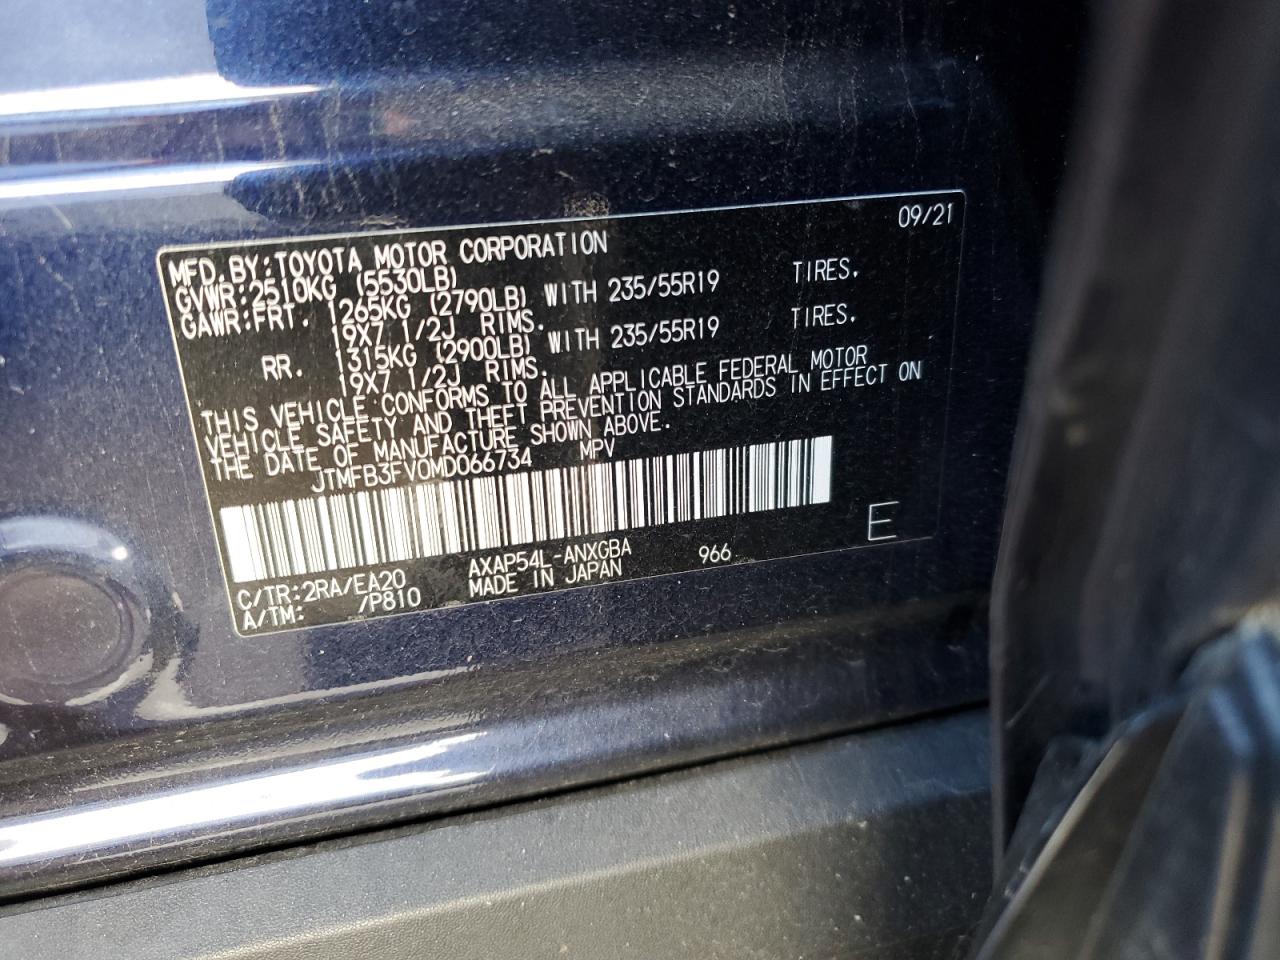 09/21
MFD.BY:TOYOTA MOTOR CORPORATION
GVWR:2510KG (5530LB)
GAWR:FRT. 1265KG (2790LB) WITH 235/55R19 TIRES.
19X7 1/2J RIMS.
RR. 1315KG (2900LB) WITH 235/55R19 TIRES.
19X7 1/2J RIMS.
THIS VEHICLE CONFORMS TO ALL APPLICABLE FEDERAL MOTOR
VEHICLE SAFETY AND THEFT PREVENTION STANDARDS IN EFFECT ON
THE DATE OF MANUFACTURE SHOWN ABOVE.
JTMFB3FV0MD066734 MPV
E
C/TR:2RA/EA20 AXAP54L-ANXGBA 966
A/TM: /P810 MADE IN JAPAN